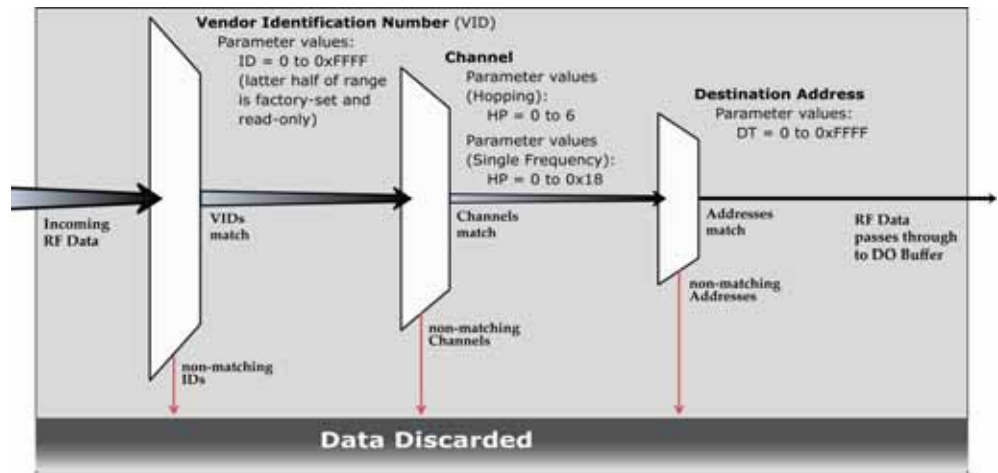 Vendor Identification Number (VID)
Parameter values:
ID = 0 to 0xFFFF
(latter half of range
is factory-set and
read-only)
Channel
Parameter values
(Hopping):
HP = 0 to 6
Parameter values
(Single Frequency):
HP = 0 to 0x18
Destination Address
Parameter values:
DT = 0 to 0xFFFF
Incoming
RF Data
VIDs
match
Channels
match
Addresses
match
RF Data
passes through
to DO Buffer
non-matching
IDs
non-matching
Channels
non-matching
Addresses
Data Discarded